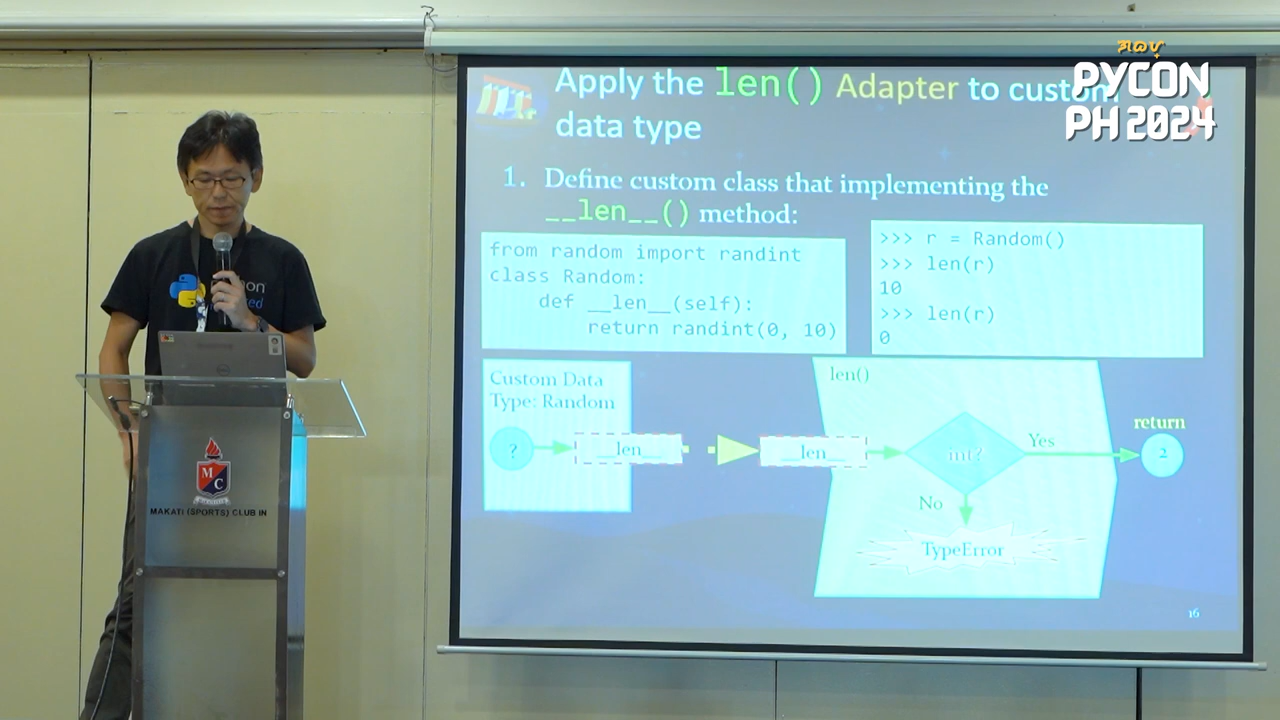 ᜉᜌ᜔ᜃᜓ
PYCON
PH 2024
Apply the len() Adapter to custom
data type
1. Define custom class that implementing the
__len__() method:
from random import randint
class Random:
def __len__(self):
return randint(0, 10)
>>> r = Random()
>>> len(r)
10
>>> len(r)
0
Custom Data
Type: Random
?
__len__
__len__
len()
int?
Yes
No
TypeError
return
2
16
M C
MAKATI (SPORTS) CLUB IN